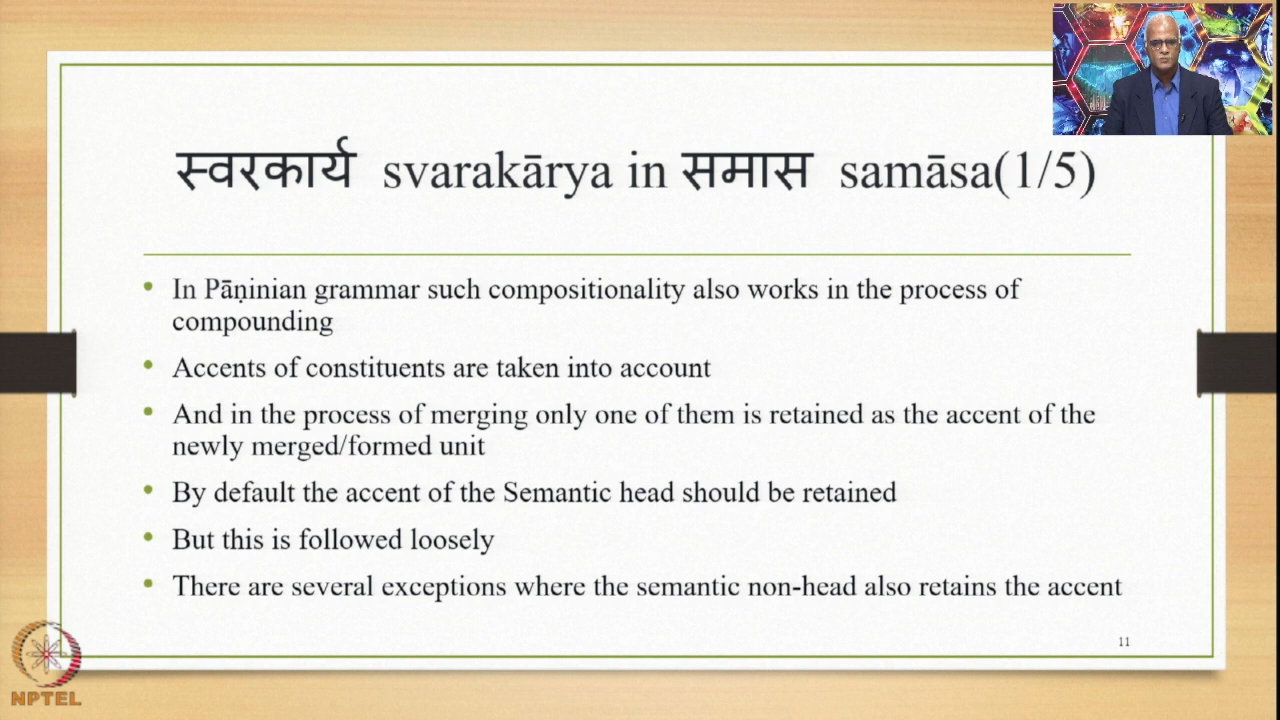 स्वरकार्य svarakārya in समास samāsa(1/5)
• In Pāṇinian grammar such compositionality also works in the process of
compounding
• Accents of constituents are taken into account
• And in the process of merging only one of them is retained as the accent of the
newly merged/formed unit
• By default the accent of the Semantic head should be retained
• But this is followed loosely
• There are several exceptions where the semantic non-head also retains the accent
11
NPTEL